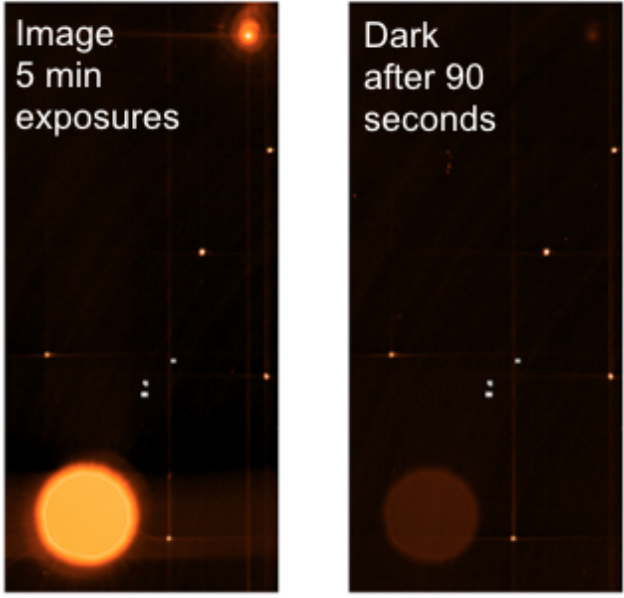 Image
5 min
exposures
Dark
after 90
seconds